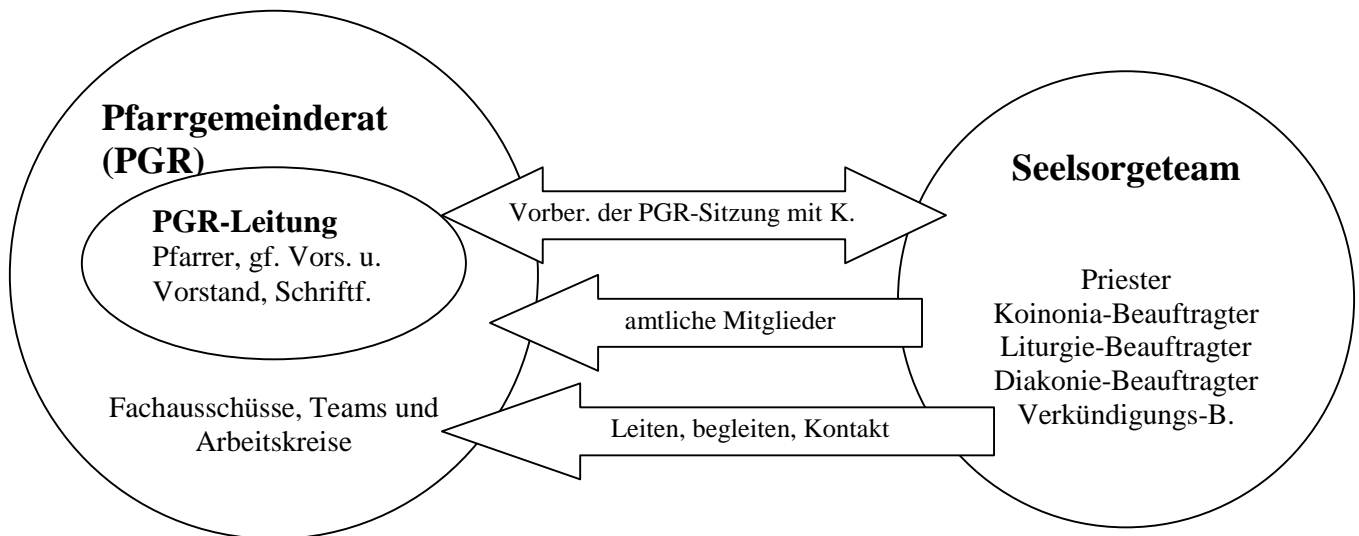 Pfarrgemeinderat
(PGR)
PGR-Leitung
Pfarrer, gf. Vors. u.
Vorstand, Schriftf.
Fachausschüsse, Teams und
Arbeitskreise
Vorber. der PGR-Sitzung mit K.
amtliche Mitglieder
Leiten, begleiten, Kontakt
Seelsorgeteam
Priester
Koinonia-Beauftragter
Liturgie-Beauftragter
Diakonie-Beauftragter
Verkündigungs-B.